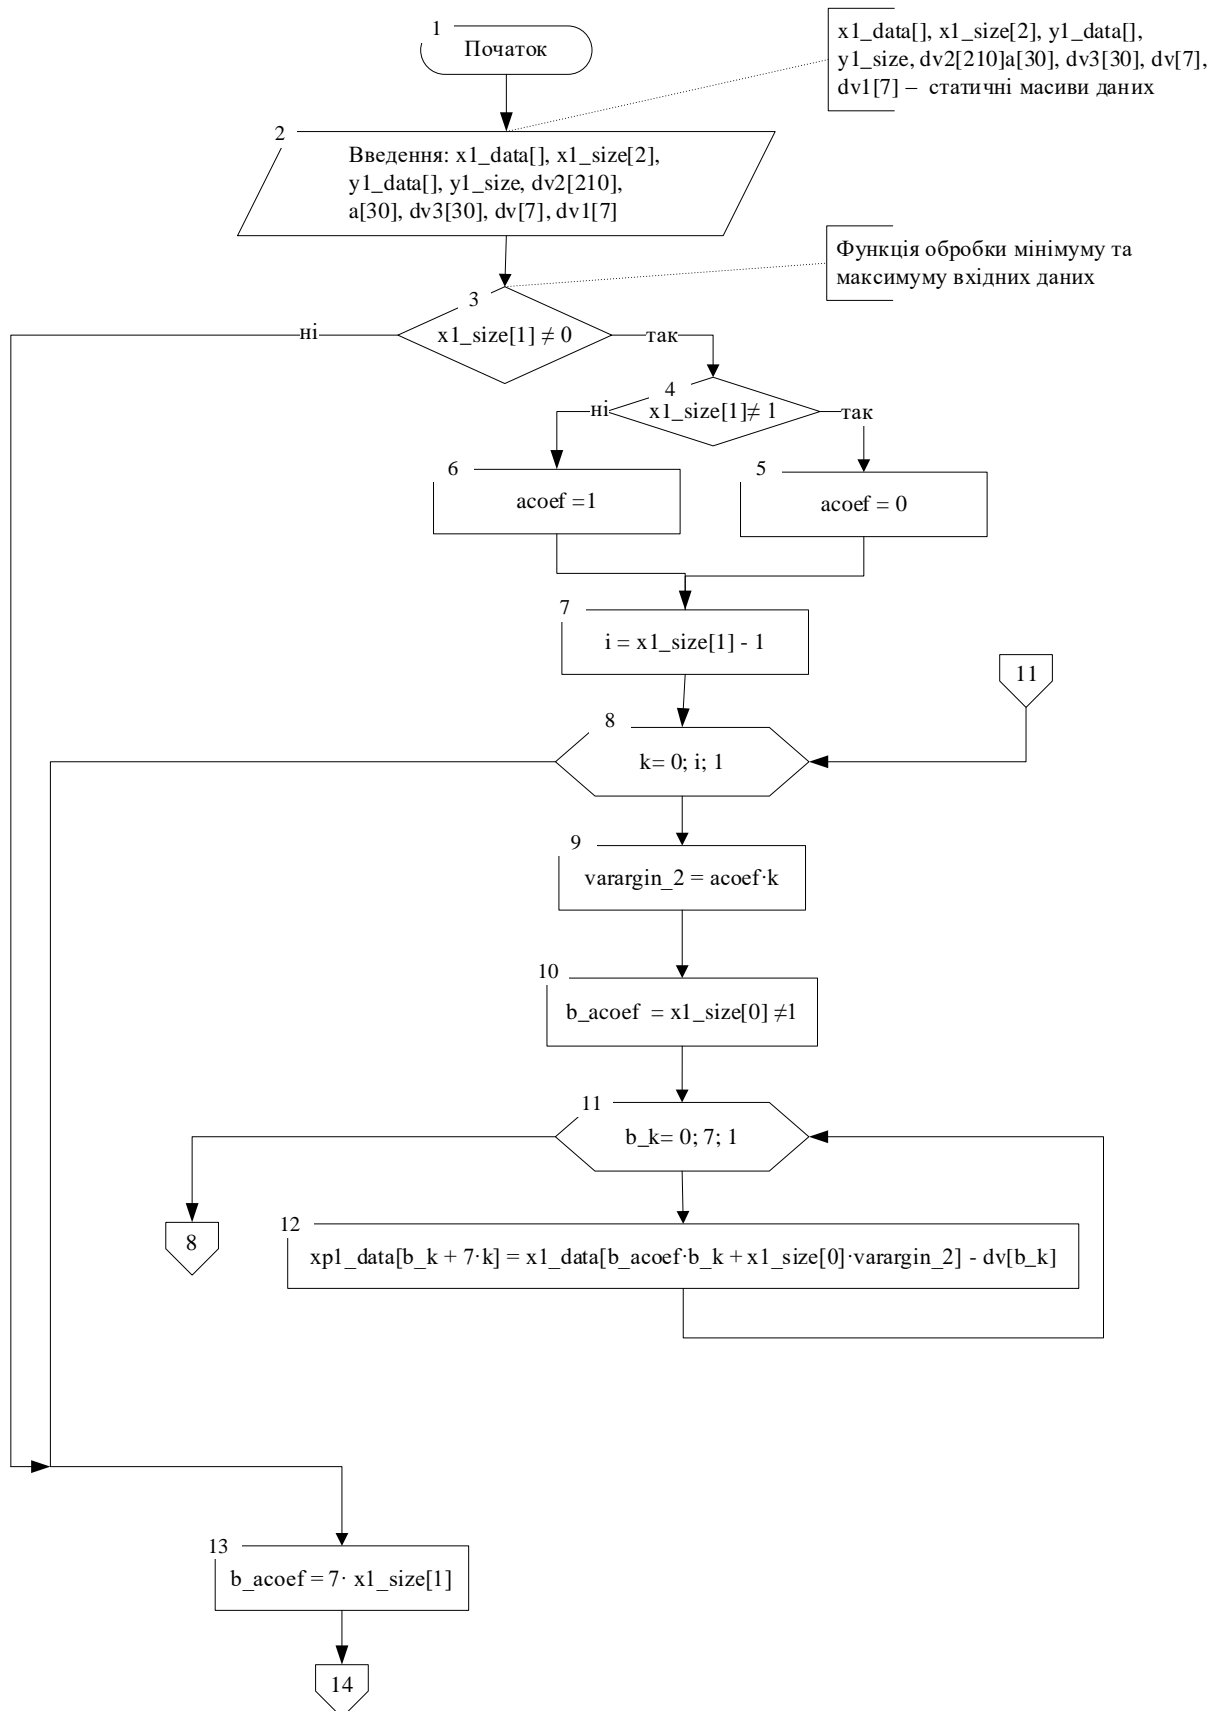 1
Початок
x1_data[], x1_size[2], y1_data[],
y1_size, dv2[210]a[30], dv3[30], dv[7],
dv1[7] – статичні масиви даних
2
Введення: x1_data[], x1_size[2],
y1_data[], y1_size, dv2[210],
a[30], dv3[30], dv[7], dv1[7]
Функція обробки мінімуму та
максимуму вхідних даних
3
x1_size[1] ≠ 0
ні
так
4
x1_size[1]≠ 1
ні
так
6
acoef =1
5
acoef = 0
7
i = x1_size[1] - 1
11
8
k= 0; i; 1
9
varargin_2 = acoef·k
10
b_acoef = x1_size[0] ≠1
11
b_k= 0; 7; 1
8
12
xp1_data[b_k + 7·k] = x1_data[b_acoef·b_k + x1_size[0]·varargin_2] - dv[b_k]
13
b_acoef = 7· x1_size[1]
14